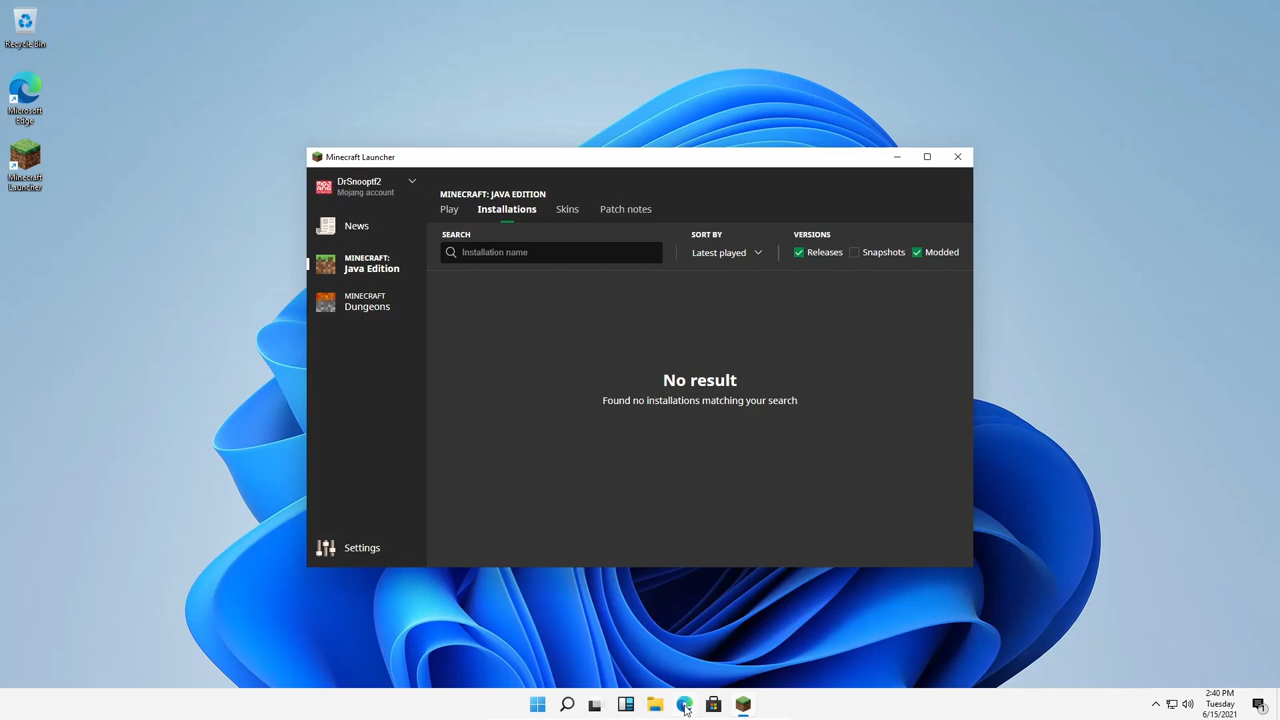 Recycle Bin
Microsoft
Edge
Minecraft
Launcher
Minecraft Launcher
DrSnooptf2
Mojang account
News
MINECRAFT:
Java Edition
MINECRAFT
Dungeons
Settings
MINECRAFT: JAVA EDITION
Play Installations Skins Patch notes
SEARCH SORT BY VERSIONS
Installation name Latest played Releases Snapshots Modded
No result
Found no installations matching your search
2:40 PM
Tuesday
6/15/2021